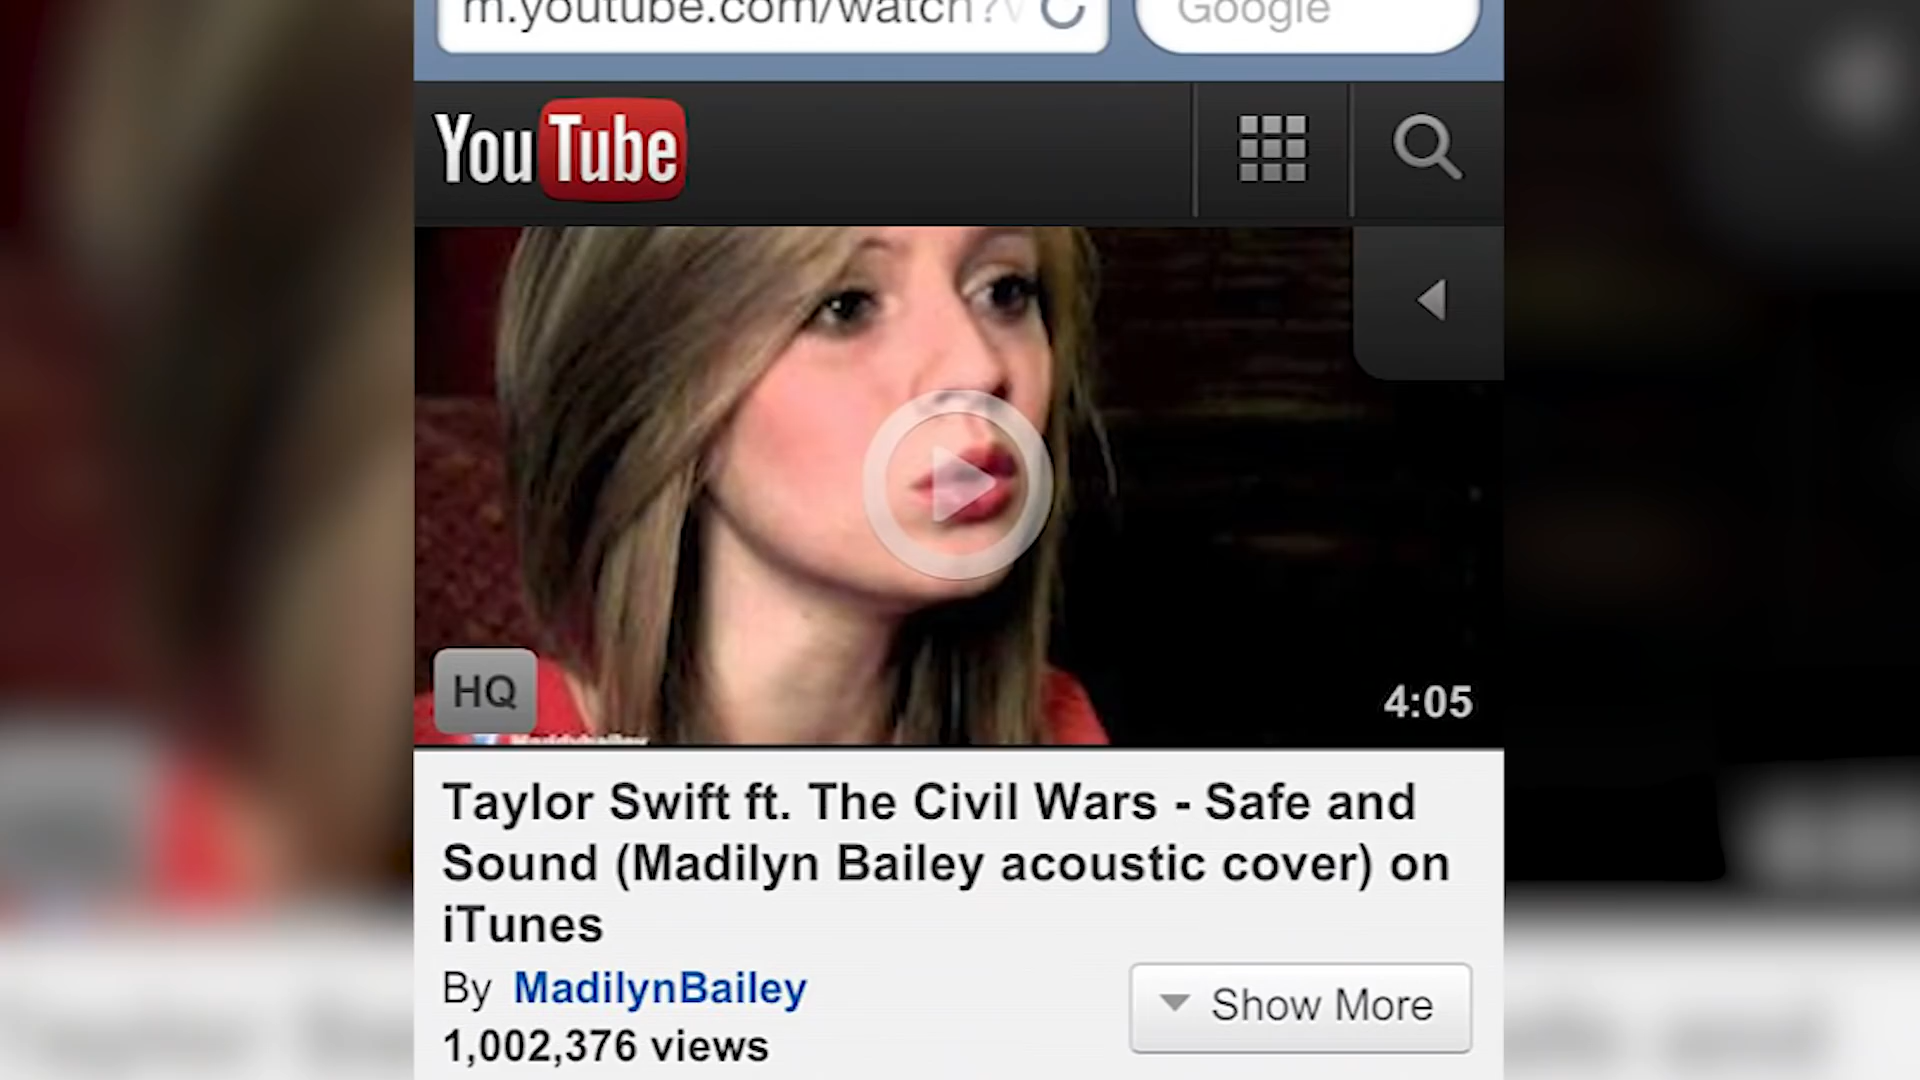 m.youtube.com/watch?v
Google
YouTube
HQ
4:05
Taylor Swift ft. The Civil Wars - Safe and
Sound (Madilyn Bailey acoustic cover) on
iTunes
By MadilynBailey
Show More
1,002,376 views